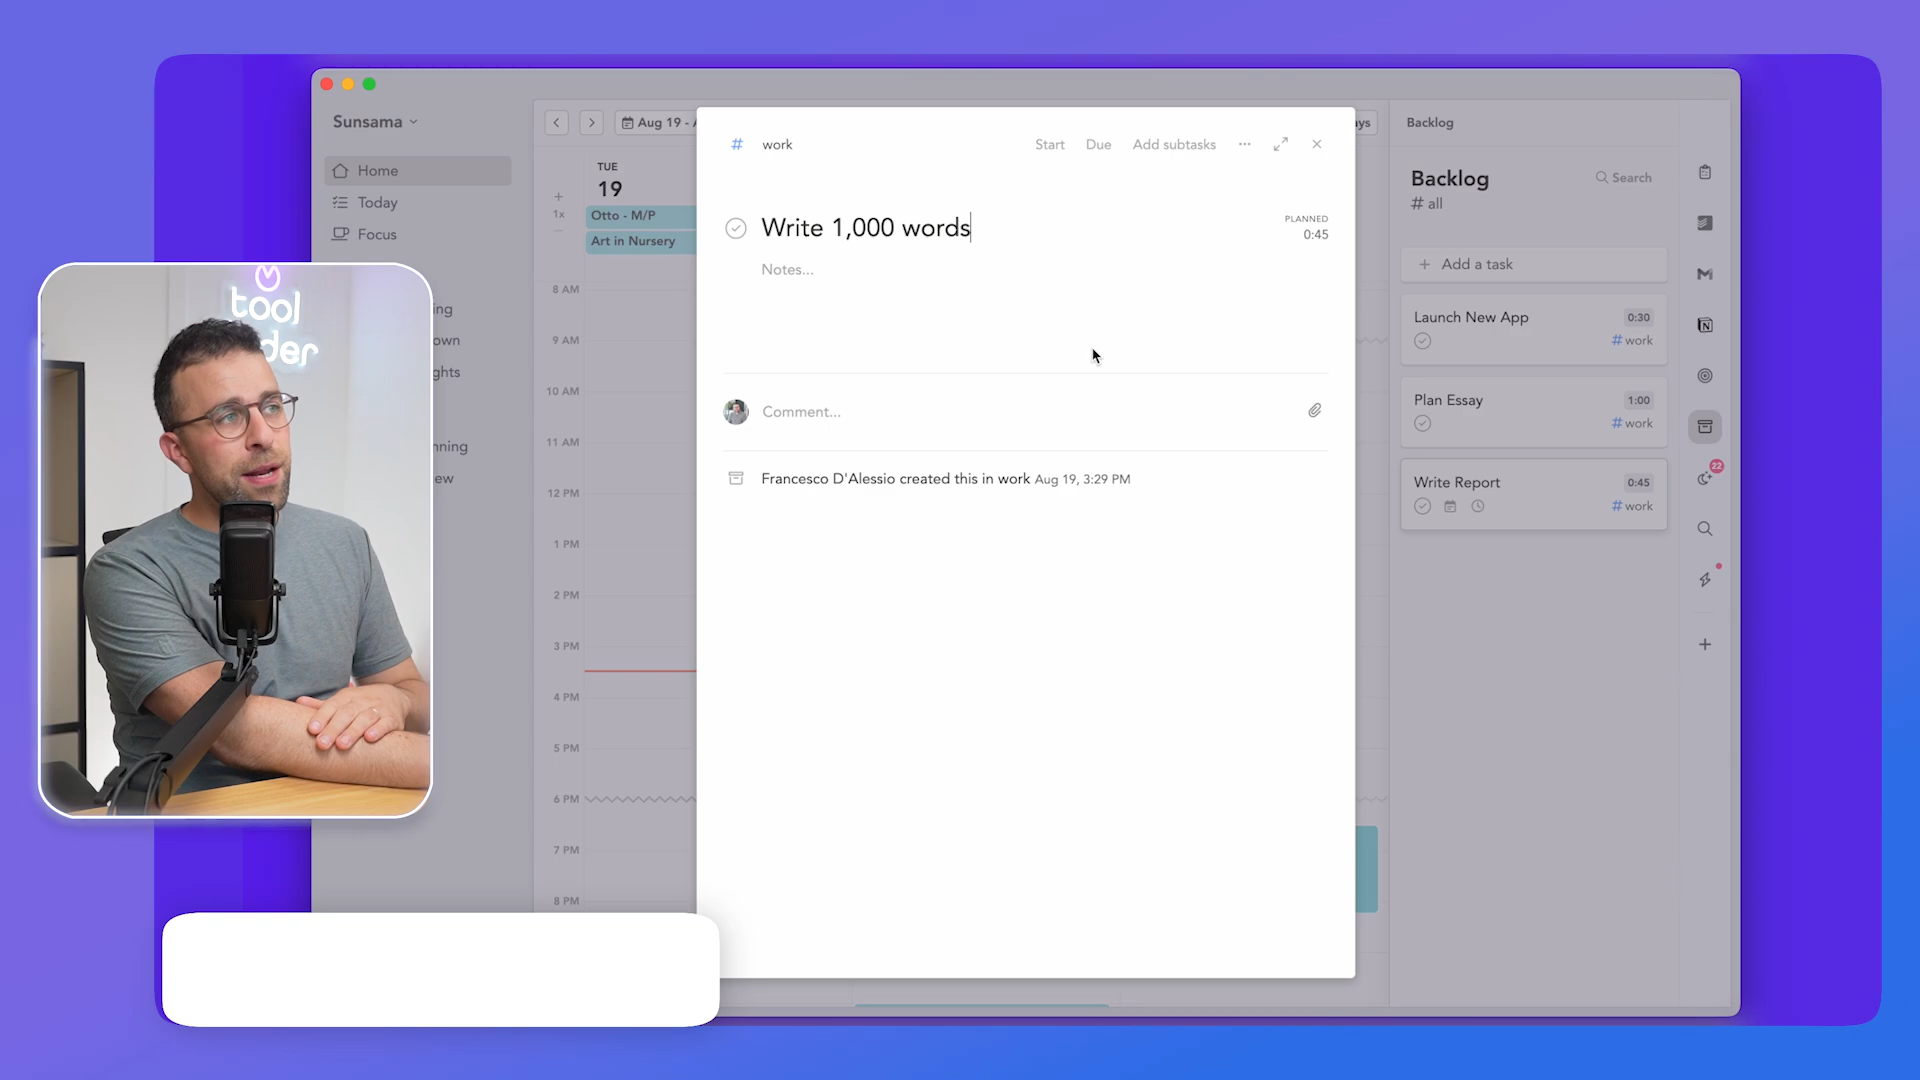 Sunsama
Home
Today
Focus
ing
own
ghts
nning
ew
tool
der
Aug 19 -
ays
TUE
19
1x
Otto - M/P
Art in Nursery
8 AM
9 AM
10 AM
11 AM
12 PM
1 PM
2 PM
3 PM
4 PM
5 PM
6 PM
7 PM
8 PM
# work
Start
Due
Add subtasks
Write 1,000 words
PLANNED
0:45
Notes...
Comment...
Francesco D'Alessio created this in work Aug 19, 3:29 PM
Backlog
Backlog
Search
# all
+ Add a task
Launch New App 0:30
# work
Plan Essay 1:00
# work
Write Report 0:45
# work
22